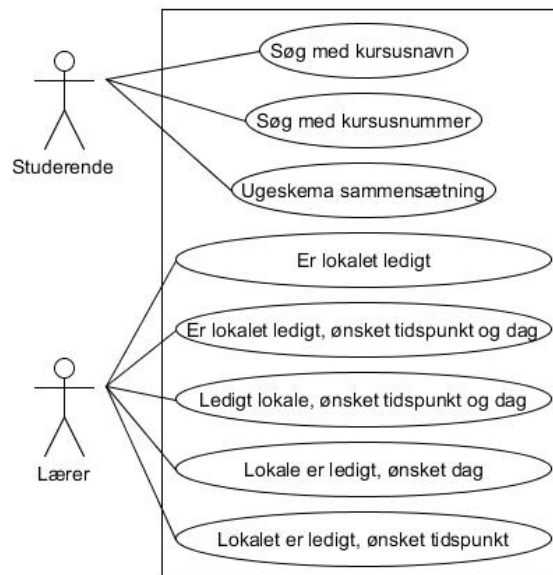 Søg med kursusnavn
Søg med kursusnummer
Studerende
Ugeskema sammensætning
Er lokalet ledigt
Er lokalet ledigt, ønsket tidspunkt og dag
Ledigt lokale, ønsket tidspunkt og dag
Lærer
Lokale er ledigt, ønsket dag
Lokalet er ledigt, ønsket tidspunkt